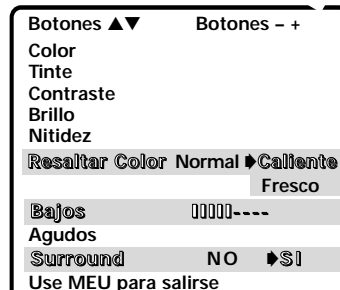 Botones ▲▼ Botones – +
Color
Tinte
Contraste
Brillo
Nitidez
Resaltar Color Normal ➧Caliente
Fresco
Bajos
Agudos
Surround NO ➧SI
Use MEU para salirse